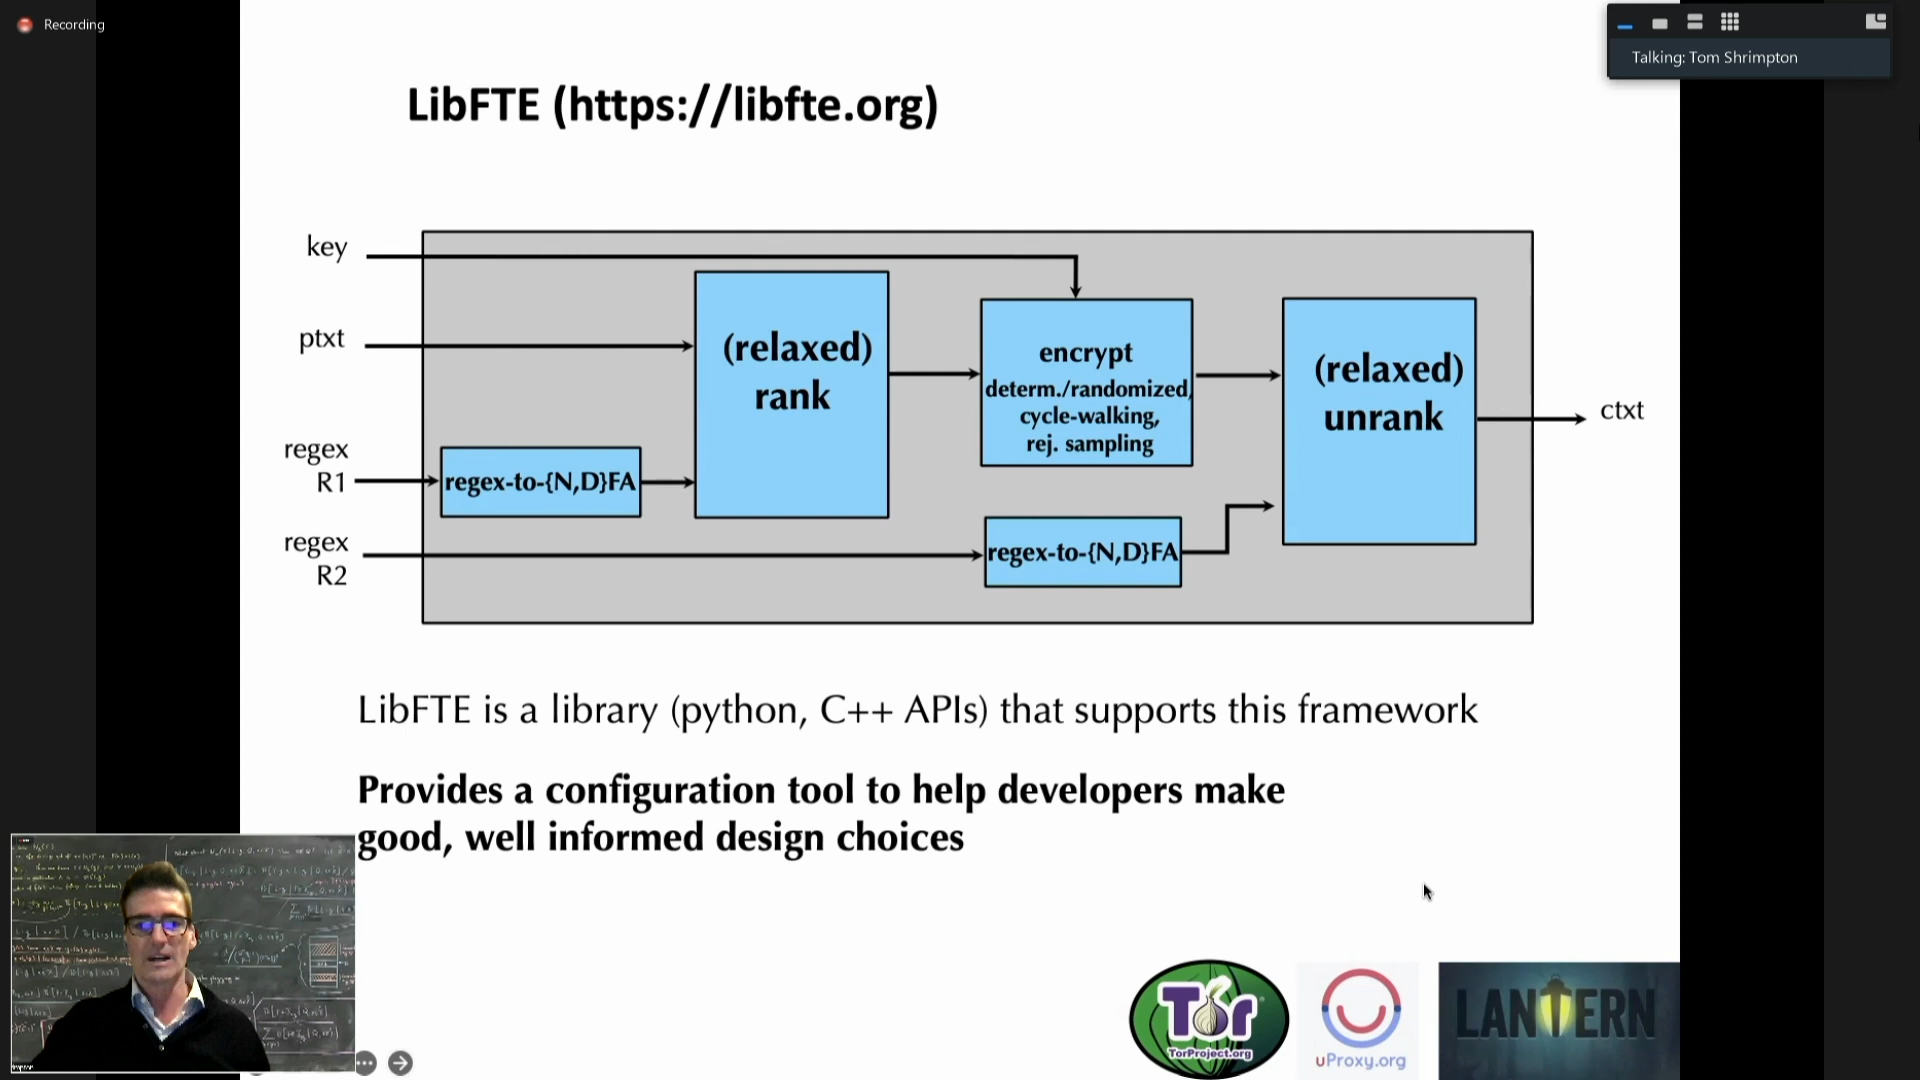 Recording
Talking: Tom Shrimpton
LibFTE (https://libfte.org)
key
ptxt
regex
R1
regex
R2
regex-to-{N,D}FA
(relaxed)
rank
encrypt
determ./randomized,
cycle-walking,
rej. sampling
regex-to-{N,D}FA
(relaxed)
unrank
ctxt
LibFTE is a library (python, C++ APIs) that supports this framework
Provides a configuration tool to help developers make
good, well informed design choices
Tor
TorProject.org
uProxy.org
LANTERN